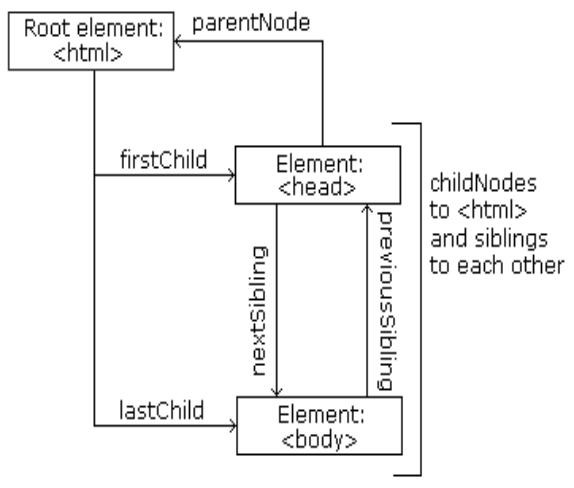 Root element:
<html>
parentNode
firstChild
Element:
<head>
childNodes
to <html>
and siblings
to each other
nextSibling
previousSibling
lastChild
Element:
<body>